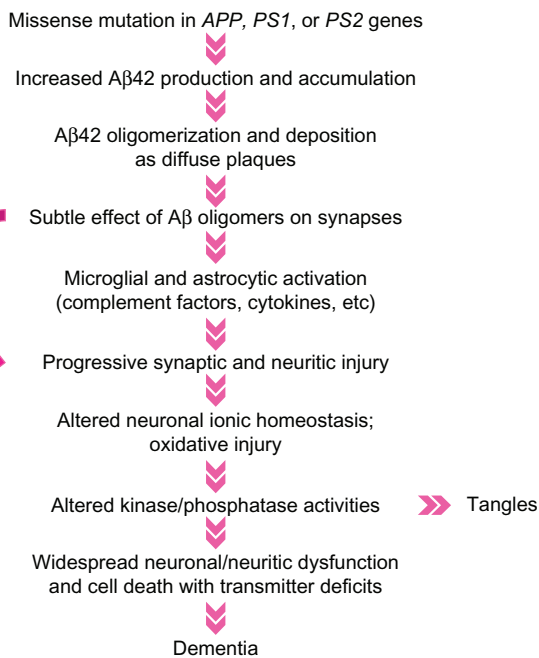 Missense mutation in APP, PS1, or PS2 genes
Increased Aβ42 production and accumulation
Aβ42 oligomerization and deposition
as diffuse plaques
Subtle effect of Aβ oligomers on synapses
Microglial and astrocytic activation
(complement factors, cytokines, etc)
Progressive synaptic and neuritic injury
Altered neuronal ionic homeostasis;
oxidative injury
Altered kinase/phosphatase activities
Tangles
Widespread neuronal/neuritic dysfunction
and cell death with transmitter deficits
Dementia